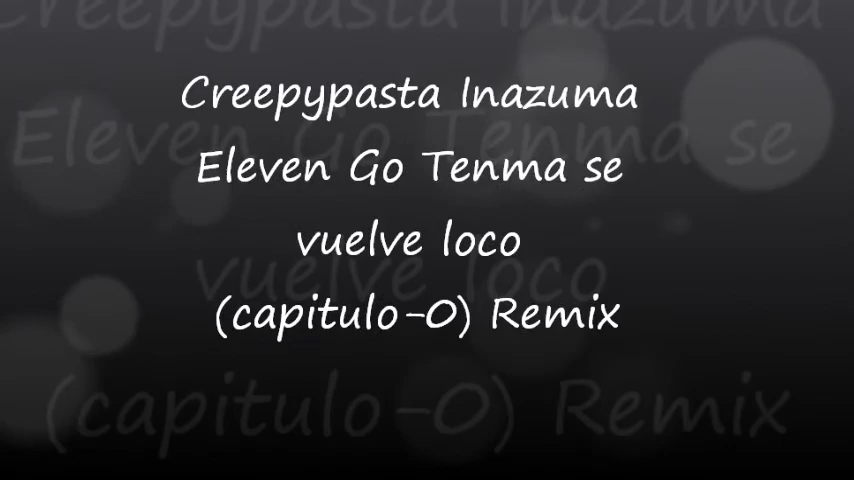 Creepypasta Inazuma
Eleven Go Tenma se
vuelve loco
(capitulo-0) Remix